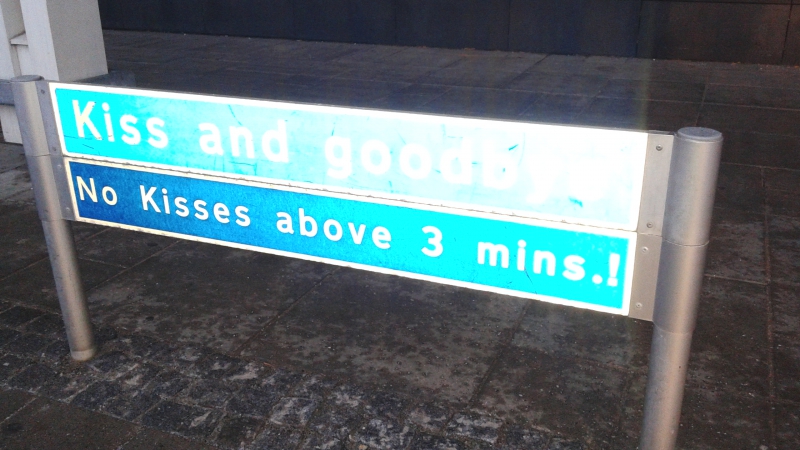 Kiss and goodbye
No Kisses above 3 mins.!